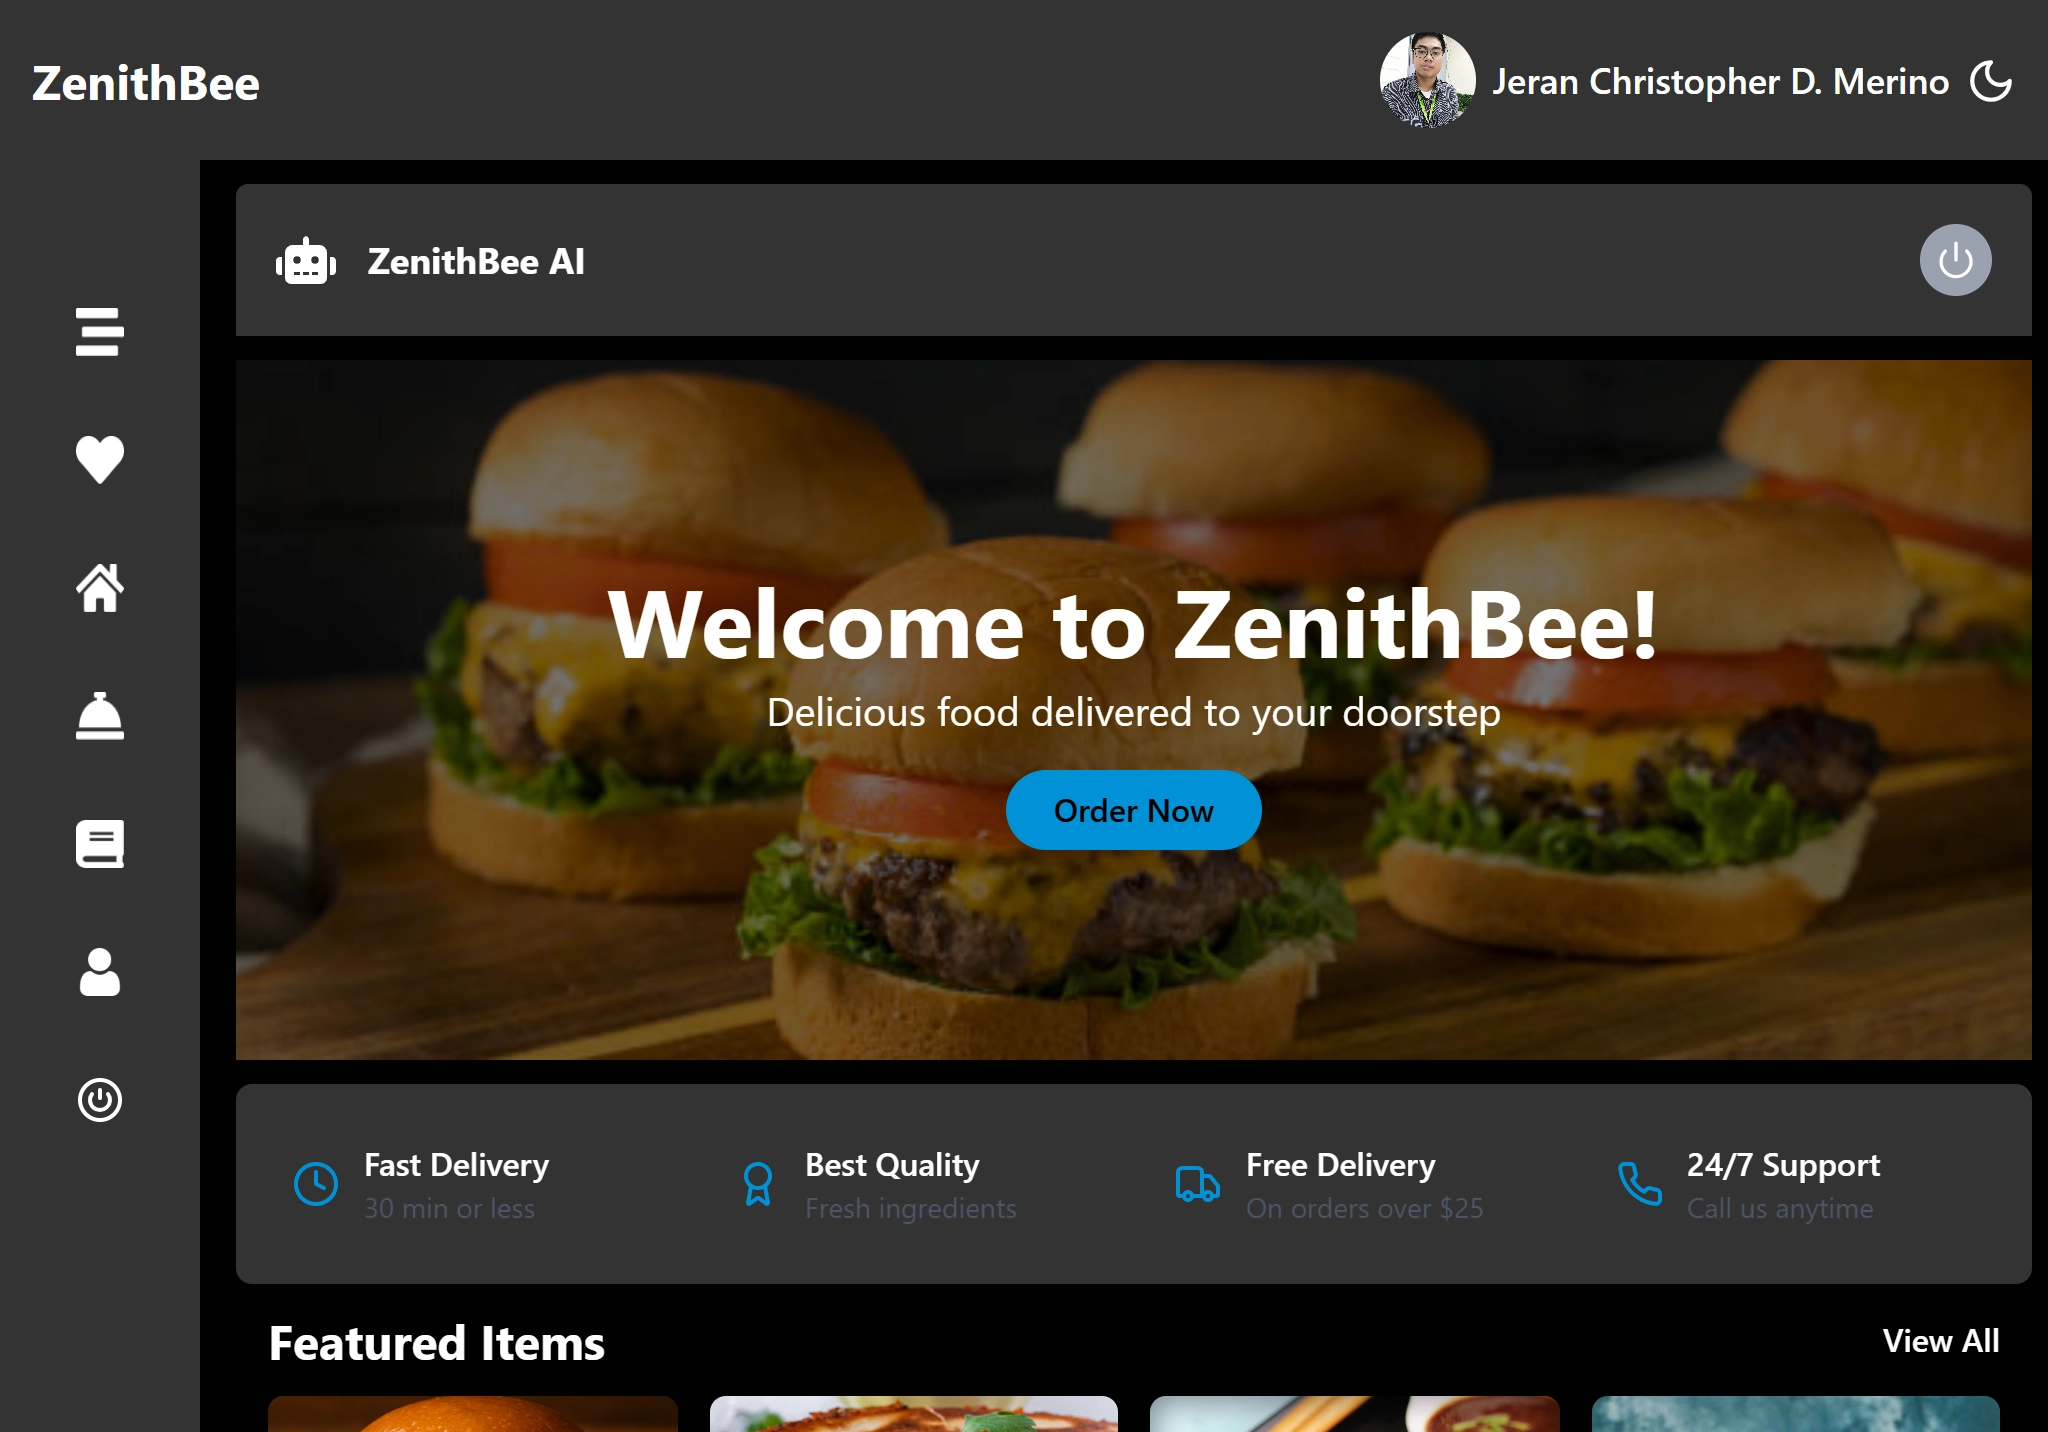 ZenithBee
Jeran Christopher D. Merino
ZenithBee AI
Welcome to ZenithBee!
Delicious food delivered to your doorstep
Order Now
Fast Delivery
30 min or less
Best Quality
Fresh ingredients
Free Delivery
On orders over $25
24/7 Support
Call us anytime
Featured Items
View All